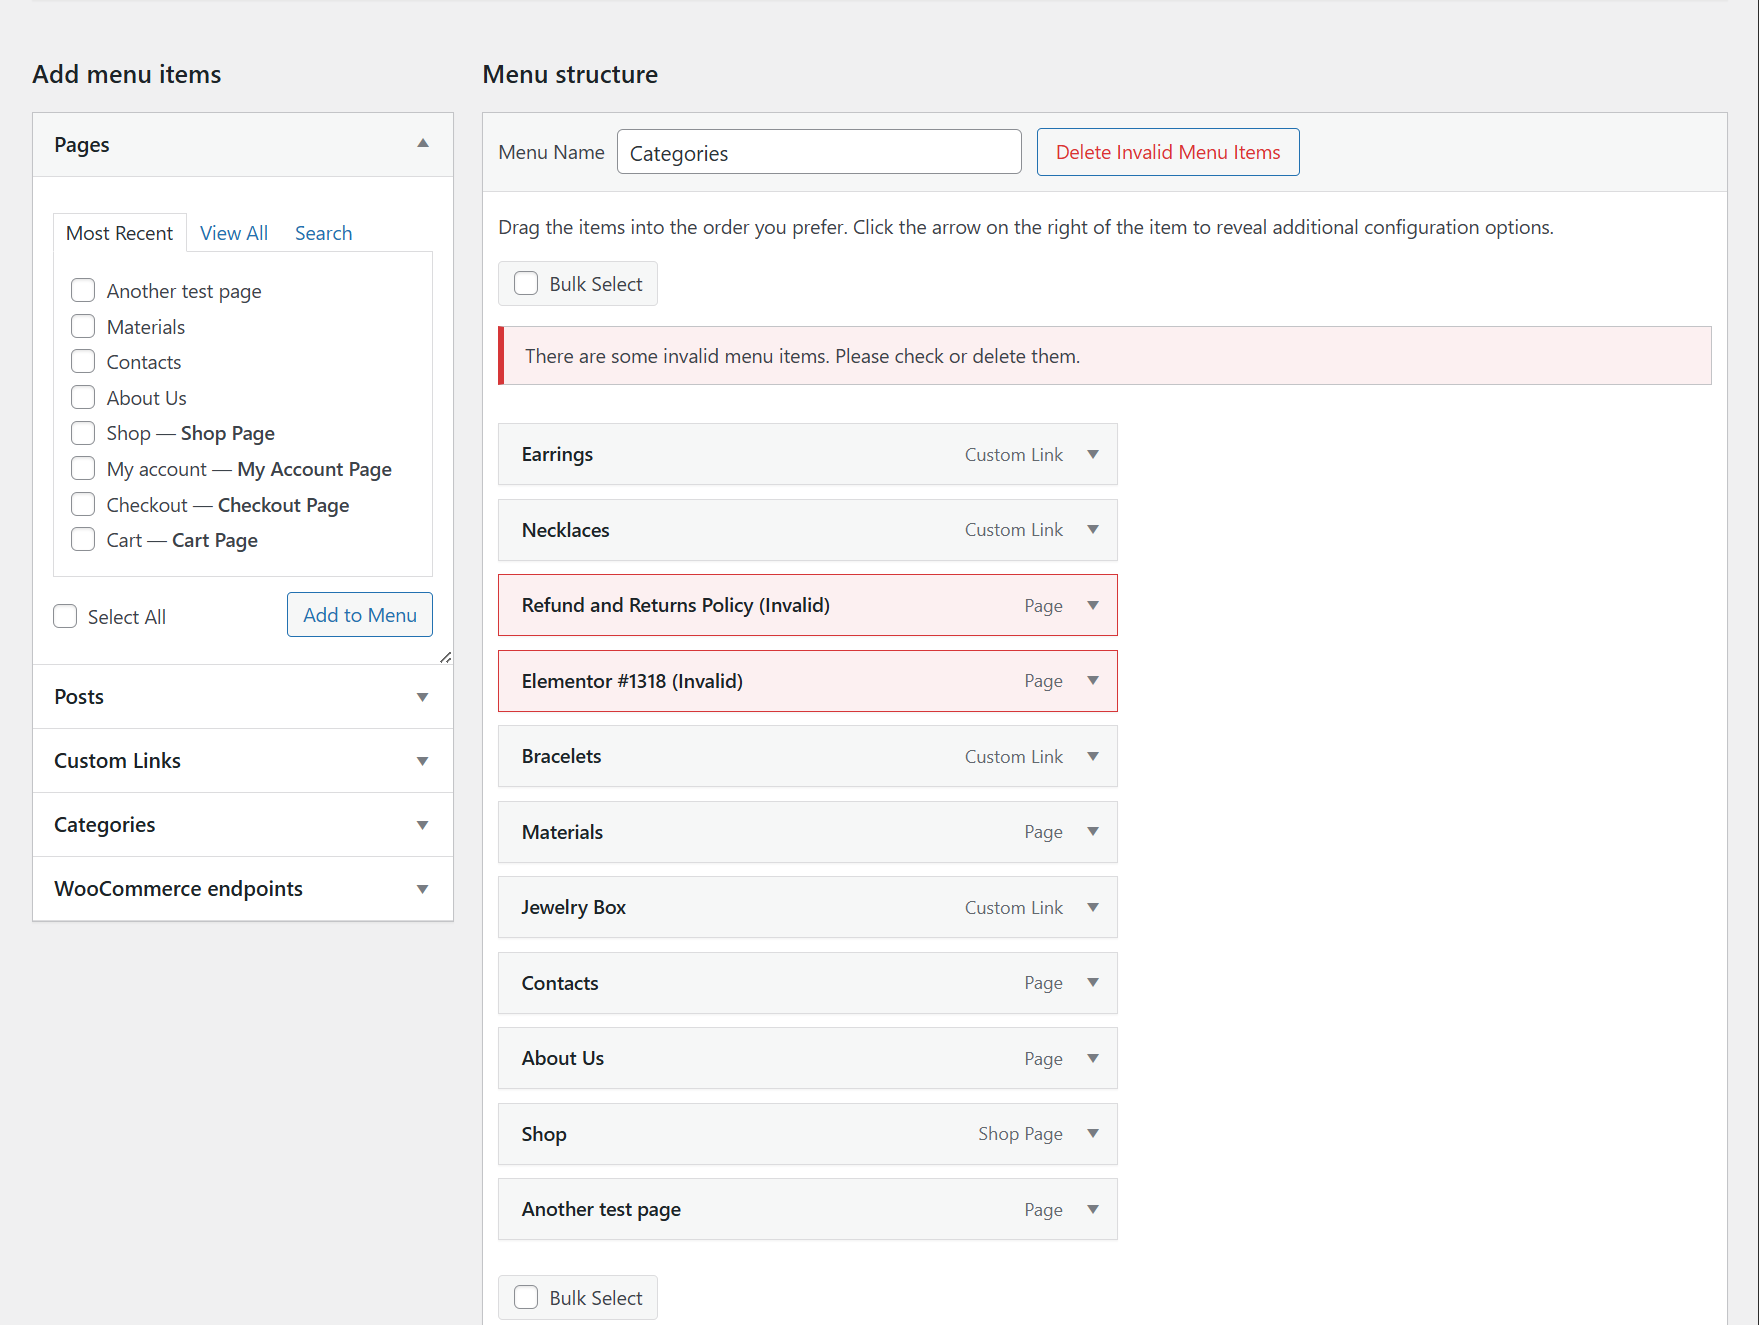 Add menu items
Pages
Most Recent
View All
Search
Another test page
Materials
Contacts
About Us
Shop — Shop Page
My account — My Account Page
Checkout — Checkout Page
Cart — Cart Page
Select All
Add to Menu
Posts
Custom Links
Categories
WooCommerce endpoints
Menu structure
Menu Name
Categories
Delete Invalid Menu Items
Drag the items into the order you prefer. Click the arrow on the right of the item to reveal additional configuration options.
Bulk Select
There are some invalid menu items. Please check or delete them.
Earrings Custom Link
Necklaces Custom Link
Refund and Returns Policy (Invalid) Page
Elementor #1318 (Invalid) Page
Bracelets Custom Link
Materials Page
Jewelry Box Custom Link
Contacts Page
About Us Page
Shop Shop Page
Another test page Page
Bulk Select